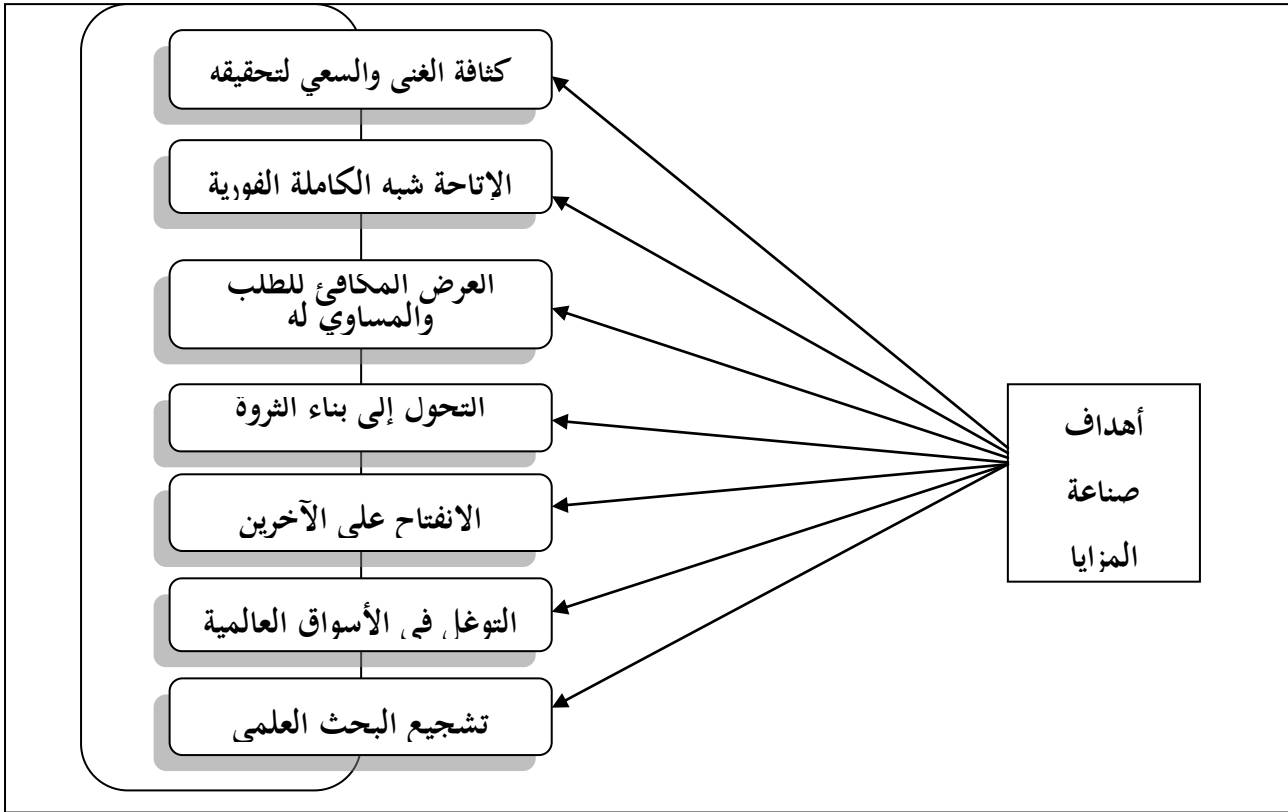 أهداف
صناعة
المزايا
كثافة الغنى والسعي لتحقيقه
الإتاحة شبه الكاملة الفورية
العرض المكافئ للطلب
والمساوي له
التحول إلى بناء الثروة
الانفتاح على الآخرين
التوغل في الأسواق العالمية
تشجيع البحث العلمي